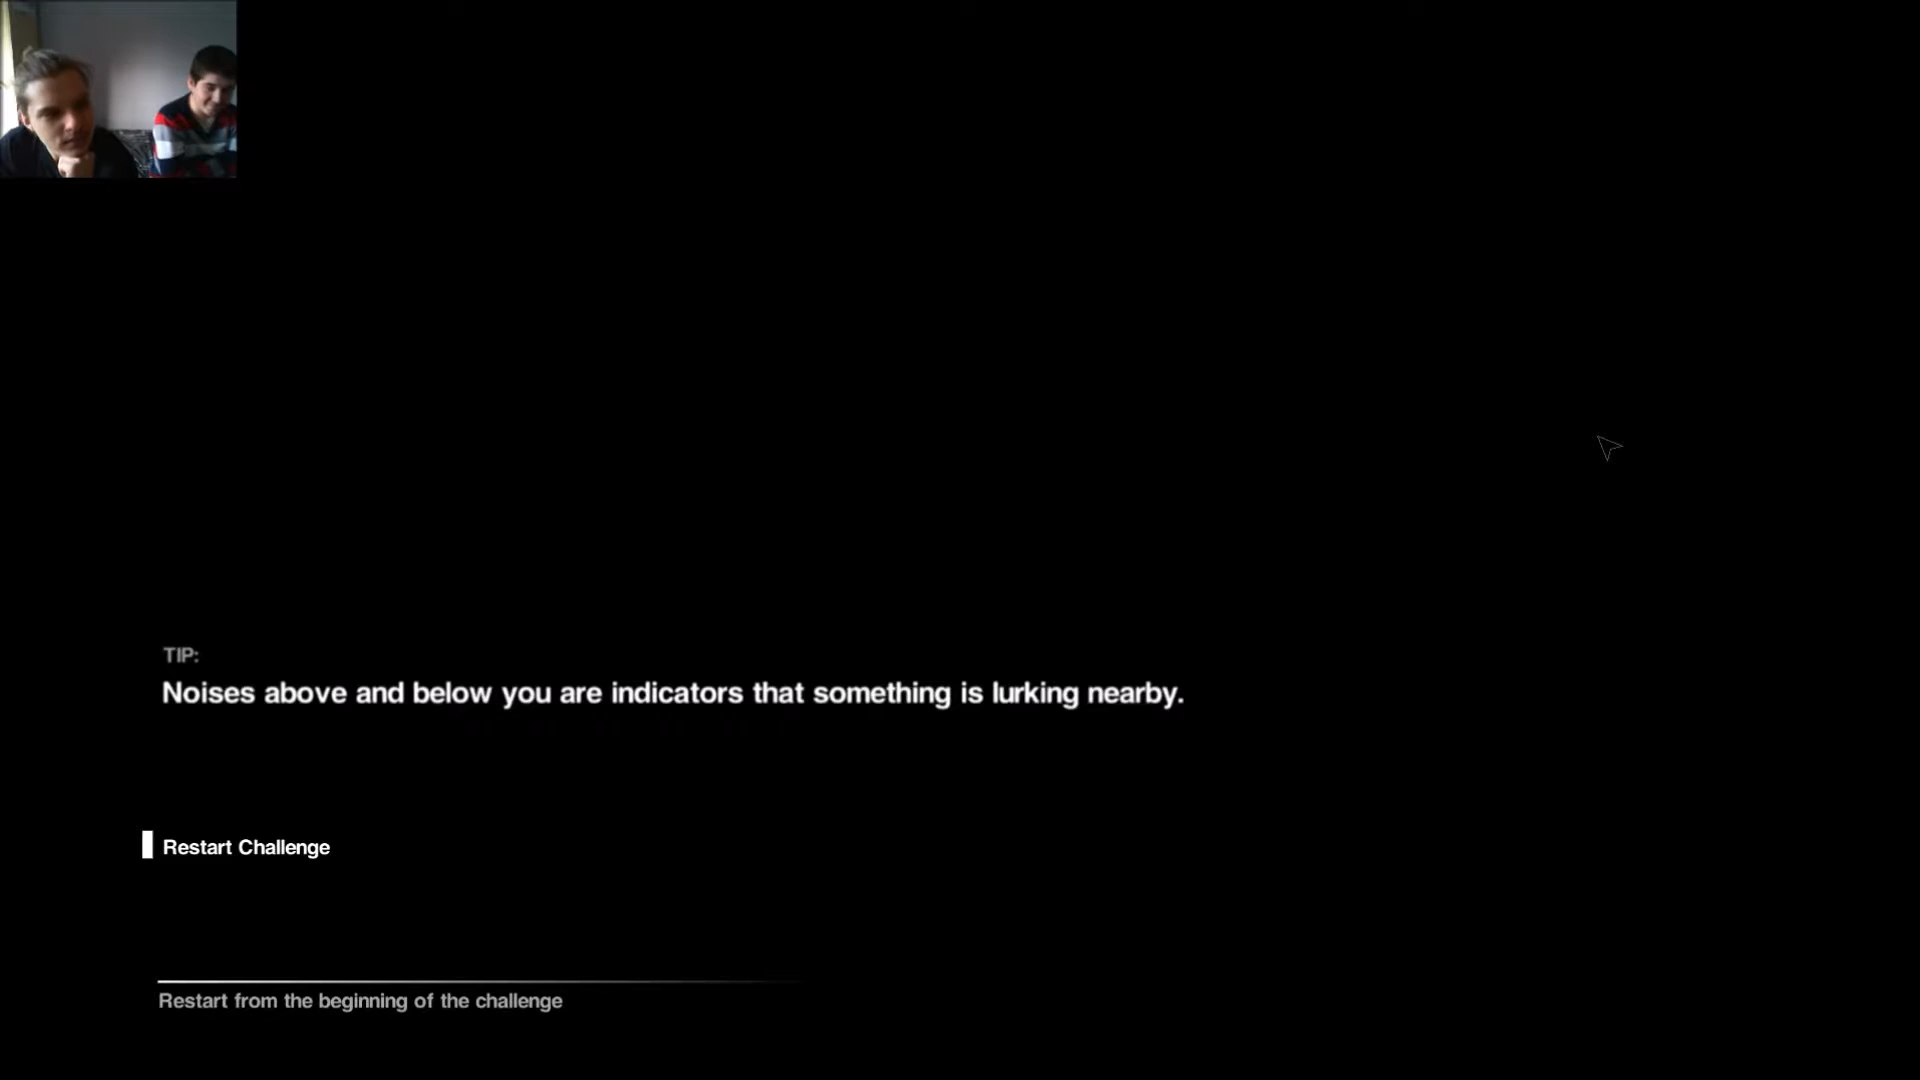 TIP:
Noises above and below you are indicators that something is lurking nearby.
Restart Challenge
Restart from the beginning of the challenge